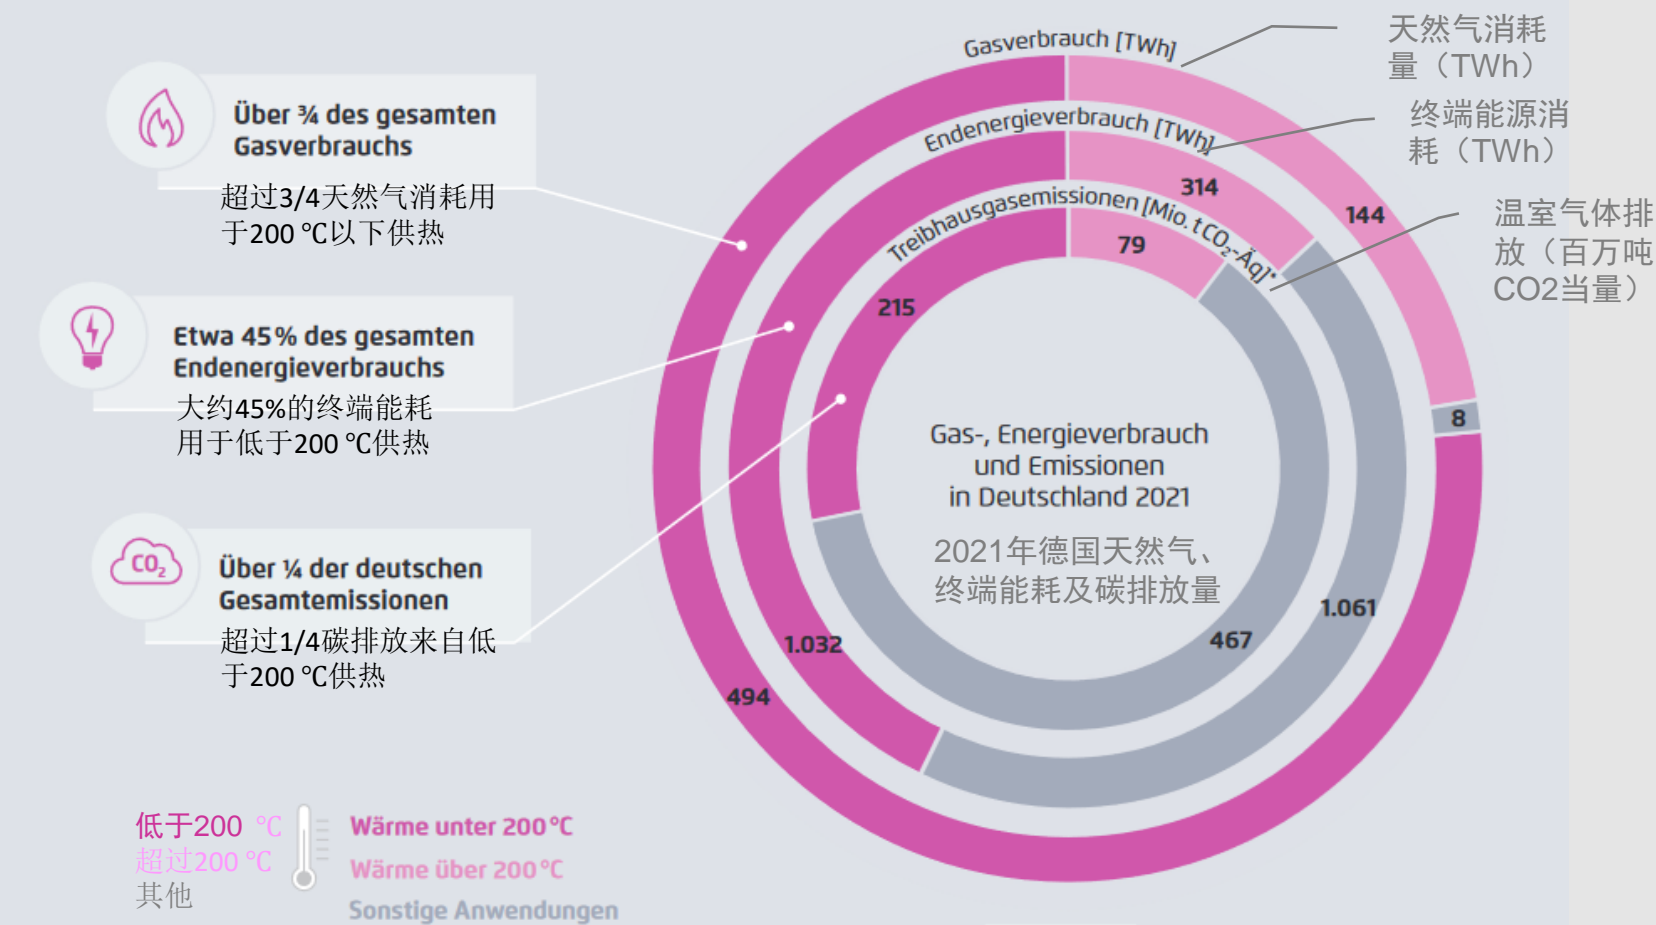 Gasverbrauch [TWh]
天然气消耗
量（TWh）
Endenergieverbrauch [TWh]
终端能源消
耗（TWh）
Treibhausgasemissionen [Mio. t CO₂-Äq]*
温室气体排
放（百万吨
CO2当量）
Über ¾ des gesamten
Gasverbrauchs
超过3/4天然气消耗用
于200 ℃以下供热
Etwa 45 % des gesamten
Endenergieverbrauchs
大约45%的终端能耗
用于低于200 ℃供热
Über ¼ der deutschen
Gesamtemissionen
超过1/4碳排放来自低
于200 ℃供热
CO₂
314
144
79
8
215
1.061
467
1.032
494
Gas-, Energieverbrauch
und Emissionen
in Deutschland 2021
2021年德国天然气、
终端能耗及碳排放量
低于200 ℃
超过200 ℃
其他
Wärme unter 200 °C
Wärme über 200 °C
Sonstige Anwendungen